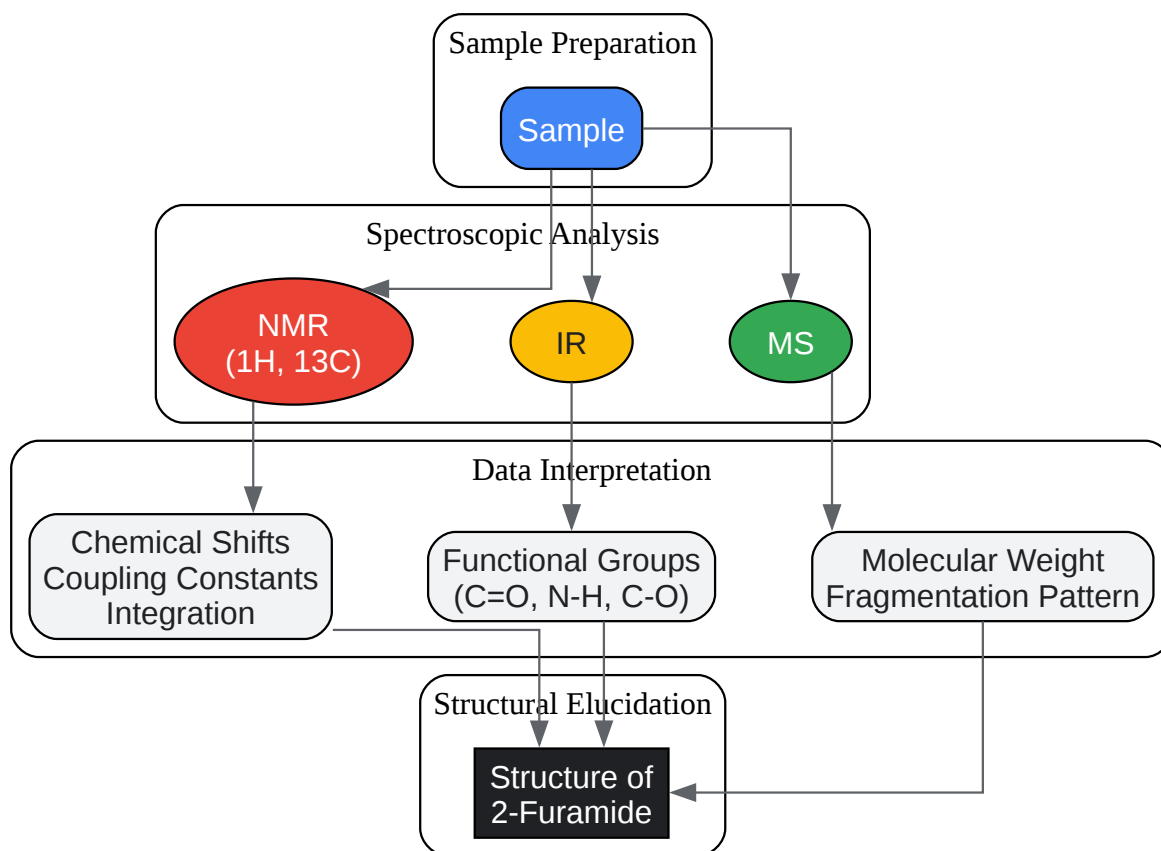 Sample Preparation
Sample
Spectroscopic Analysis
NMR
(1H, 13C)
IR
MS
Data Interpretation
Chemical Shifts
Coupling Constants
Integration
Functional Groups
(C=O, N-H, C-O)
Molecular Weight
Fragmentation Pattern
Structural Elucidation
Structure of
2-Furamide